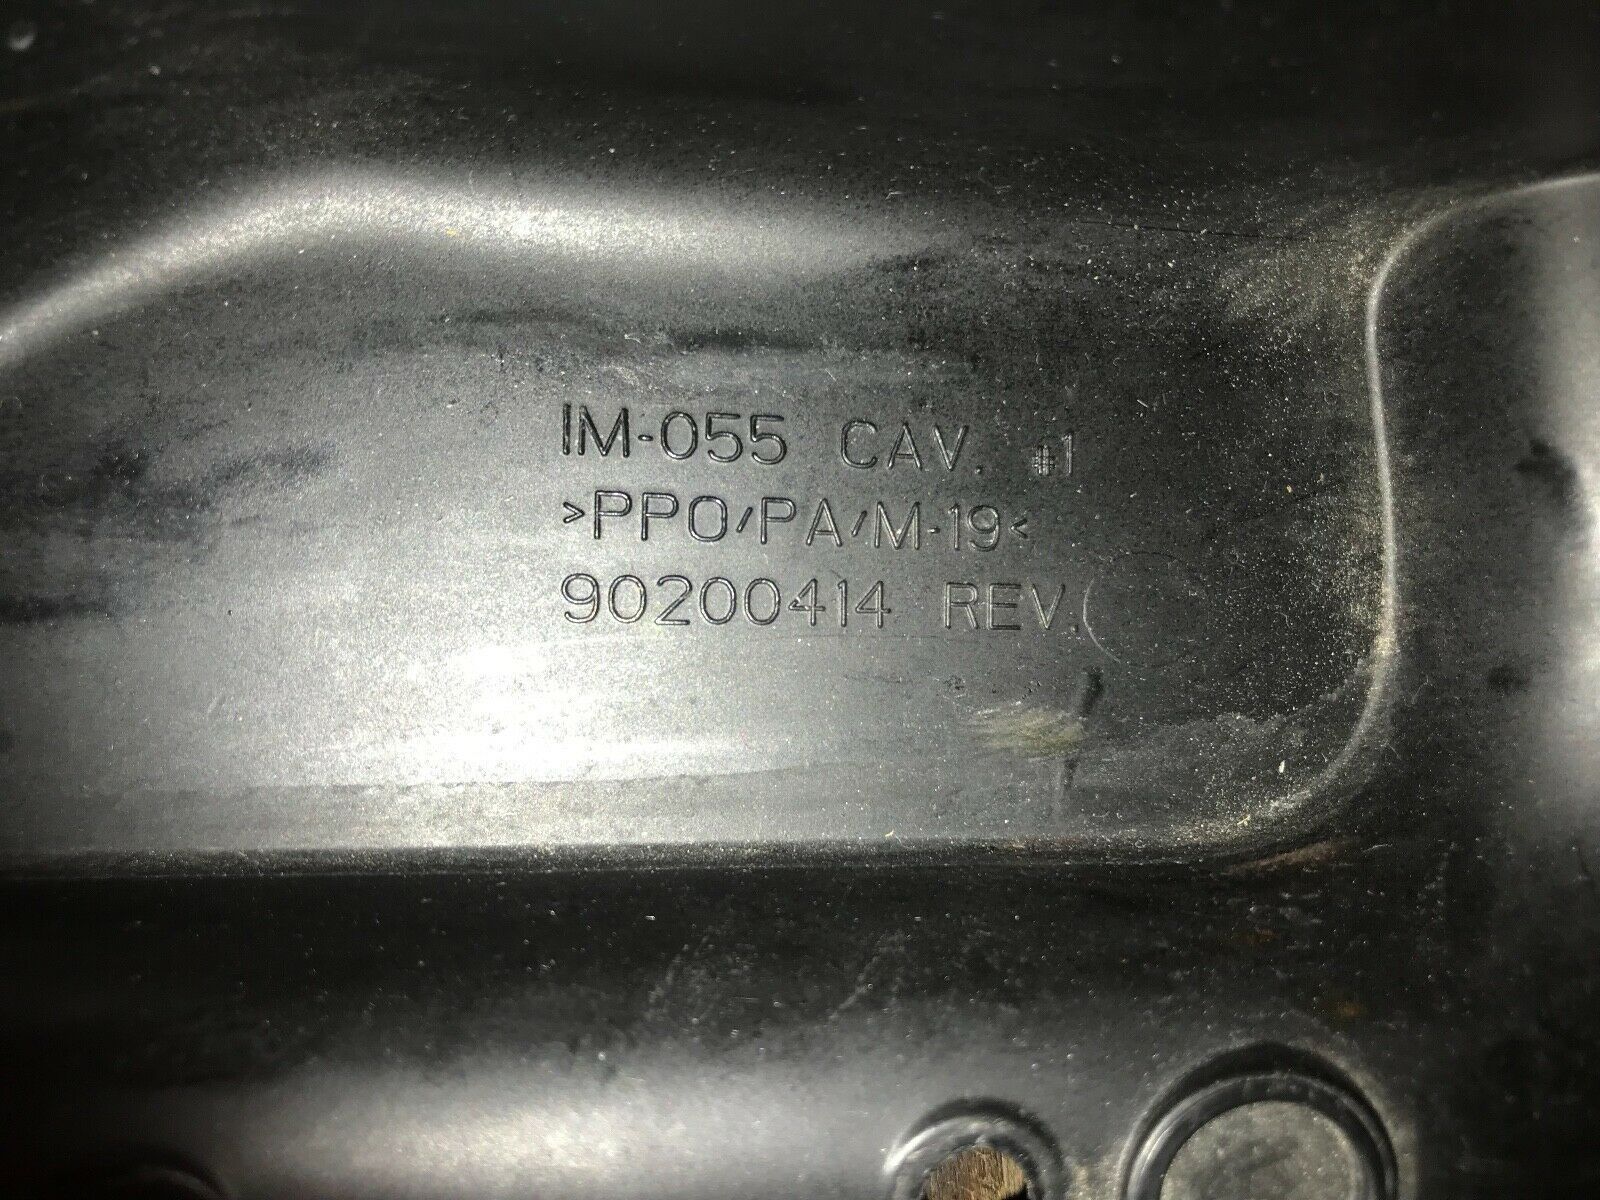 IM-055 CAV. #1
>PPO/PA/M-19<
90200414 REV.